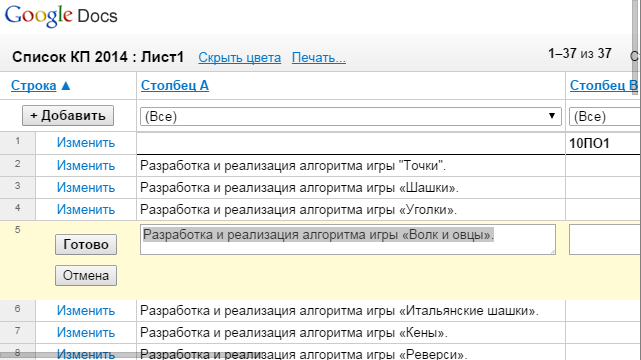 Google Docs
Список КП 2014 : Лист1 Скрыть цвета Печать... 1–37 из 37
Строка ▲ Столбец A Столбец B
+ Добавить (Все) (Все)
1 Изменить 10ПО1
2 Изменить Разработка и реализация алгоритма игры "Точки".
3 Изменить Разработка и реализация алгоритма игры «Шашки».
4 Изменить Разработка и реализация алгоритма игры «Уголки».
5 Готово Разработка и реализация алгоритма игры «Волк и овцы».
Отмена
6 Изменить Разработка и реализация алгоритма игры «Итальянские шашки».
7 Изменить Разработка и реализация алгоритма игры «Кены».
8 Изменить Разработка и реализация алгоритма игры «Реверси».